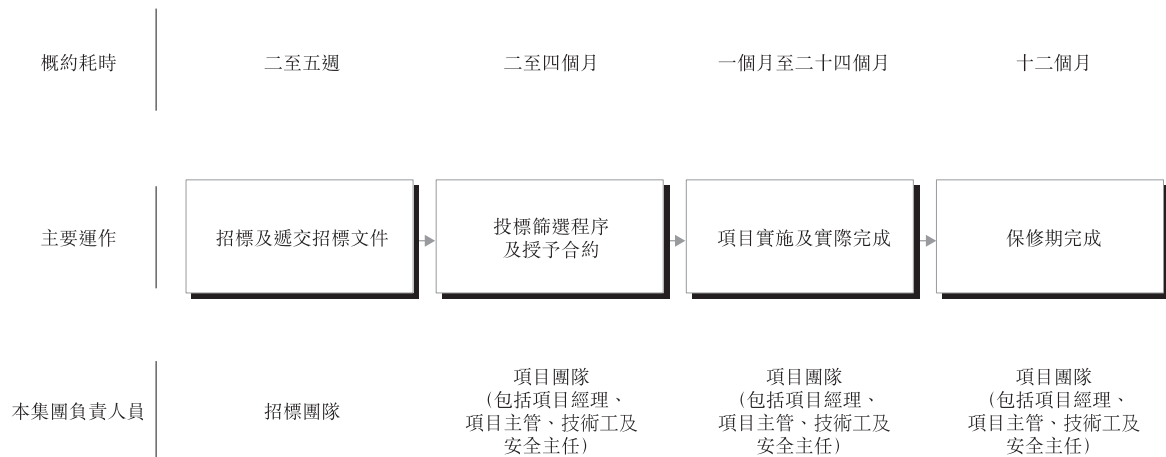 概約耗時
二至五週
二至四個月
一個月至二十四個月
十二個月
主要運作
招標及遞交招標文件
投標篩選程序
及授予合約
項目實施及實際完成
保修期完成
本集團負責人員
招標團隊
項目團隊
(包括項目經理、
項目主管、技術工及
安全主任)
項目團隊
(包括項目經理、
項目主管、技術工及
安全主任)
項目團隊
(包括項目經理、
項目主管、技術工及
安全主任)